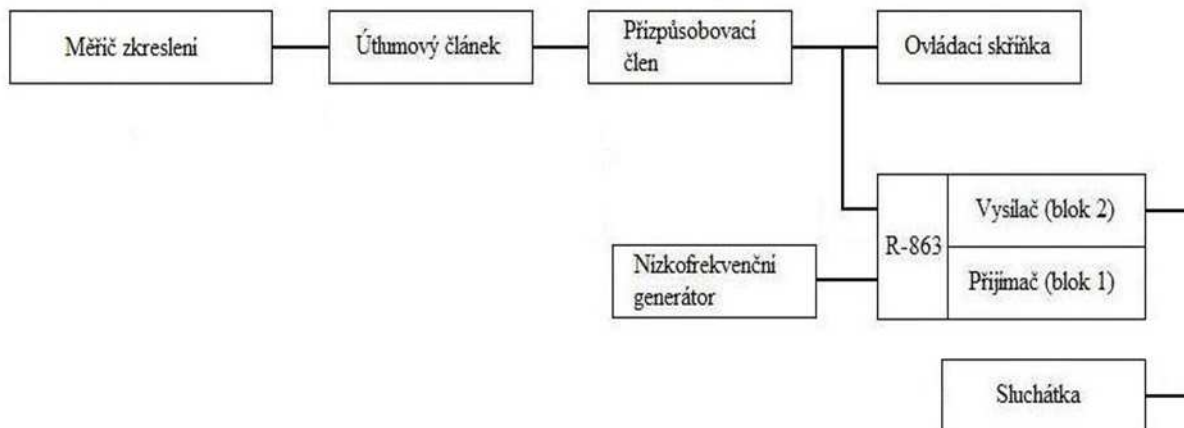 Měřič zkreslení
Útlumový článek
Přizpůsobovací
člen
Ovládací skříňka
R-863
Vysílač (blok 2)
Přijímač (blok 1)
Nízkofrekvenční
generátor
Sluchátka